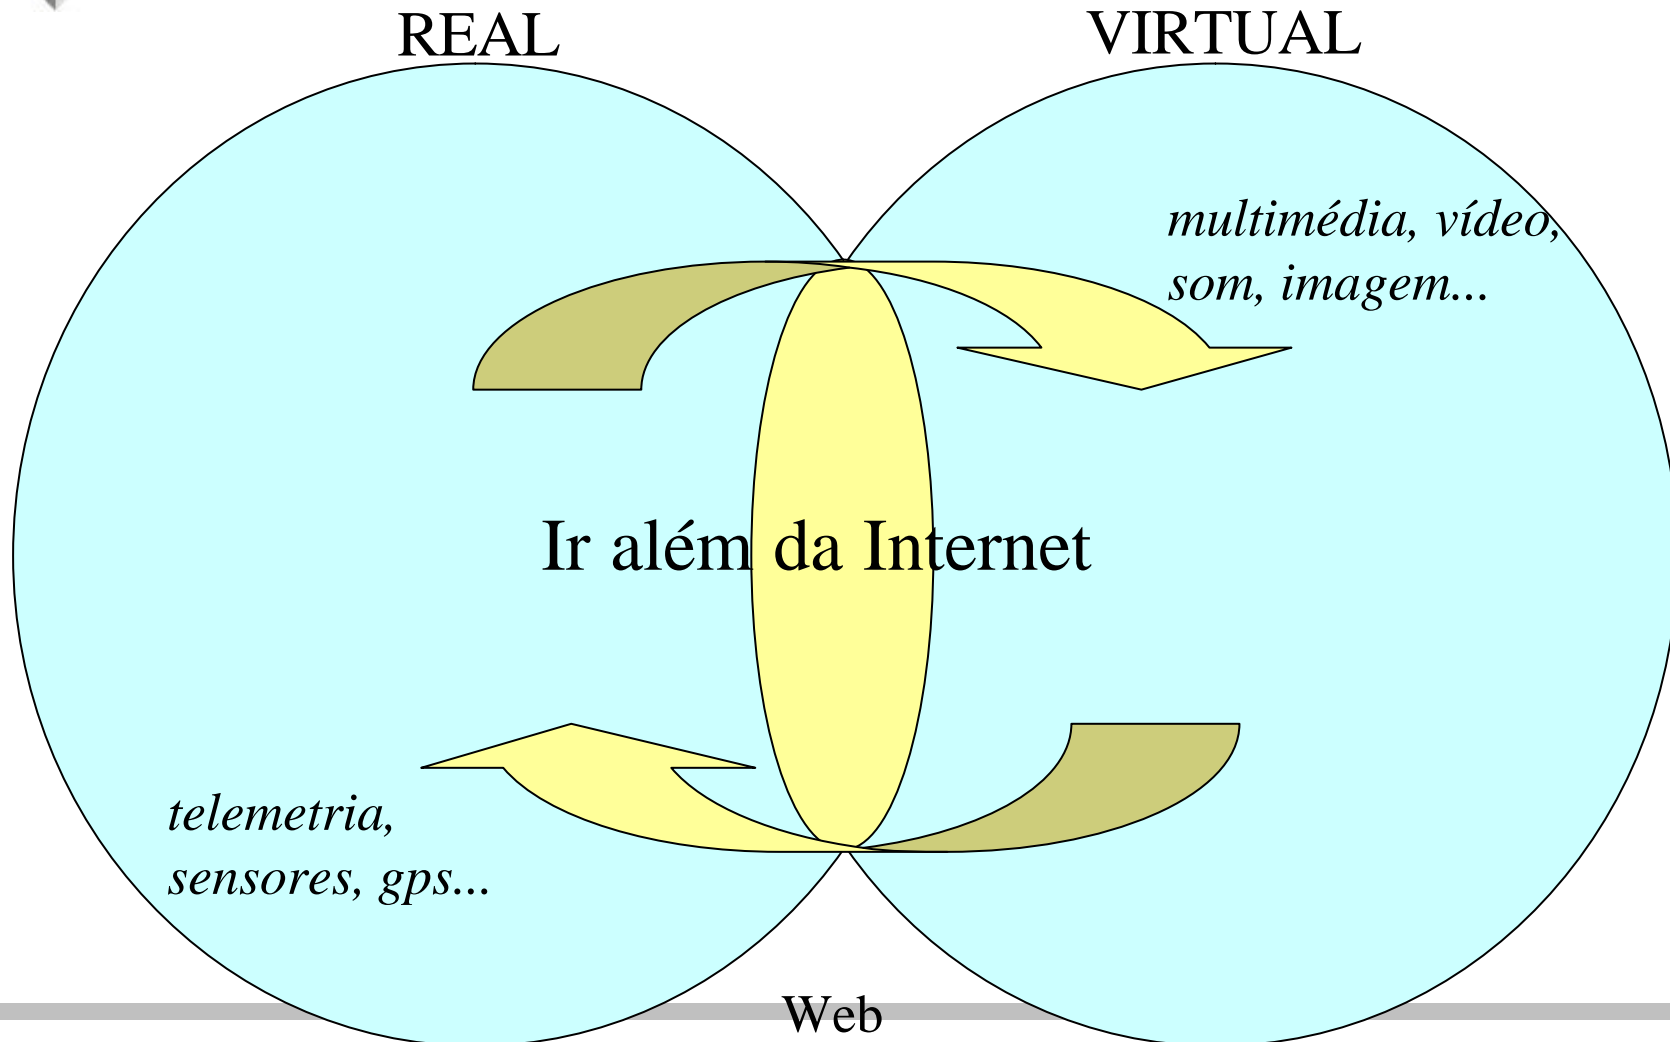 REAL
VIRTUAL
multimédia, vídeo,
som, imagem...
Ir além da Internet
telemetria,
sensores, gps...
Web